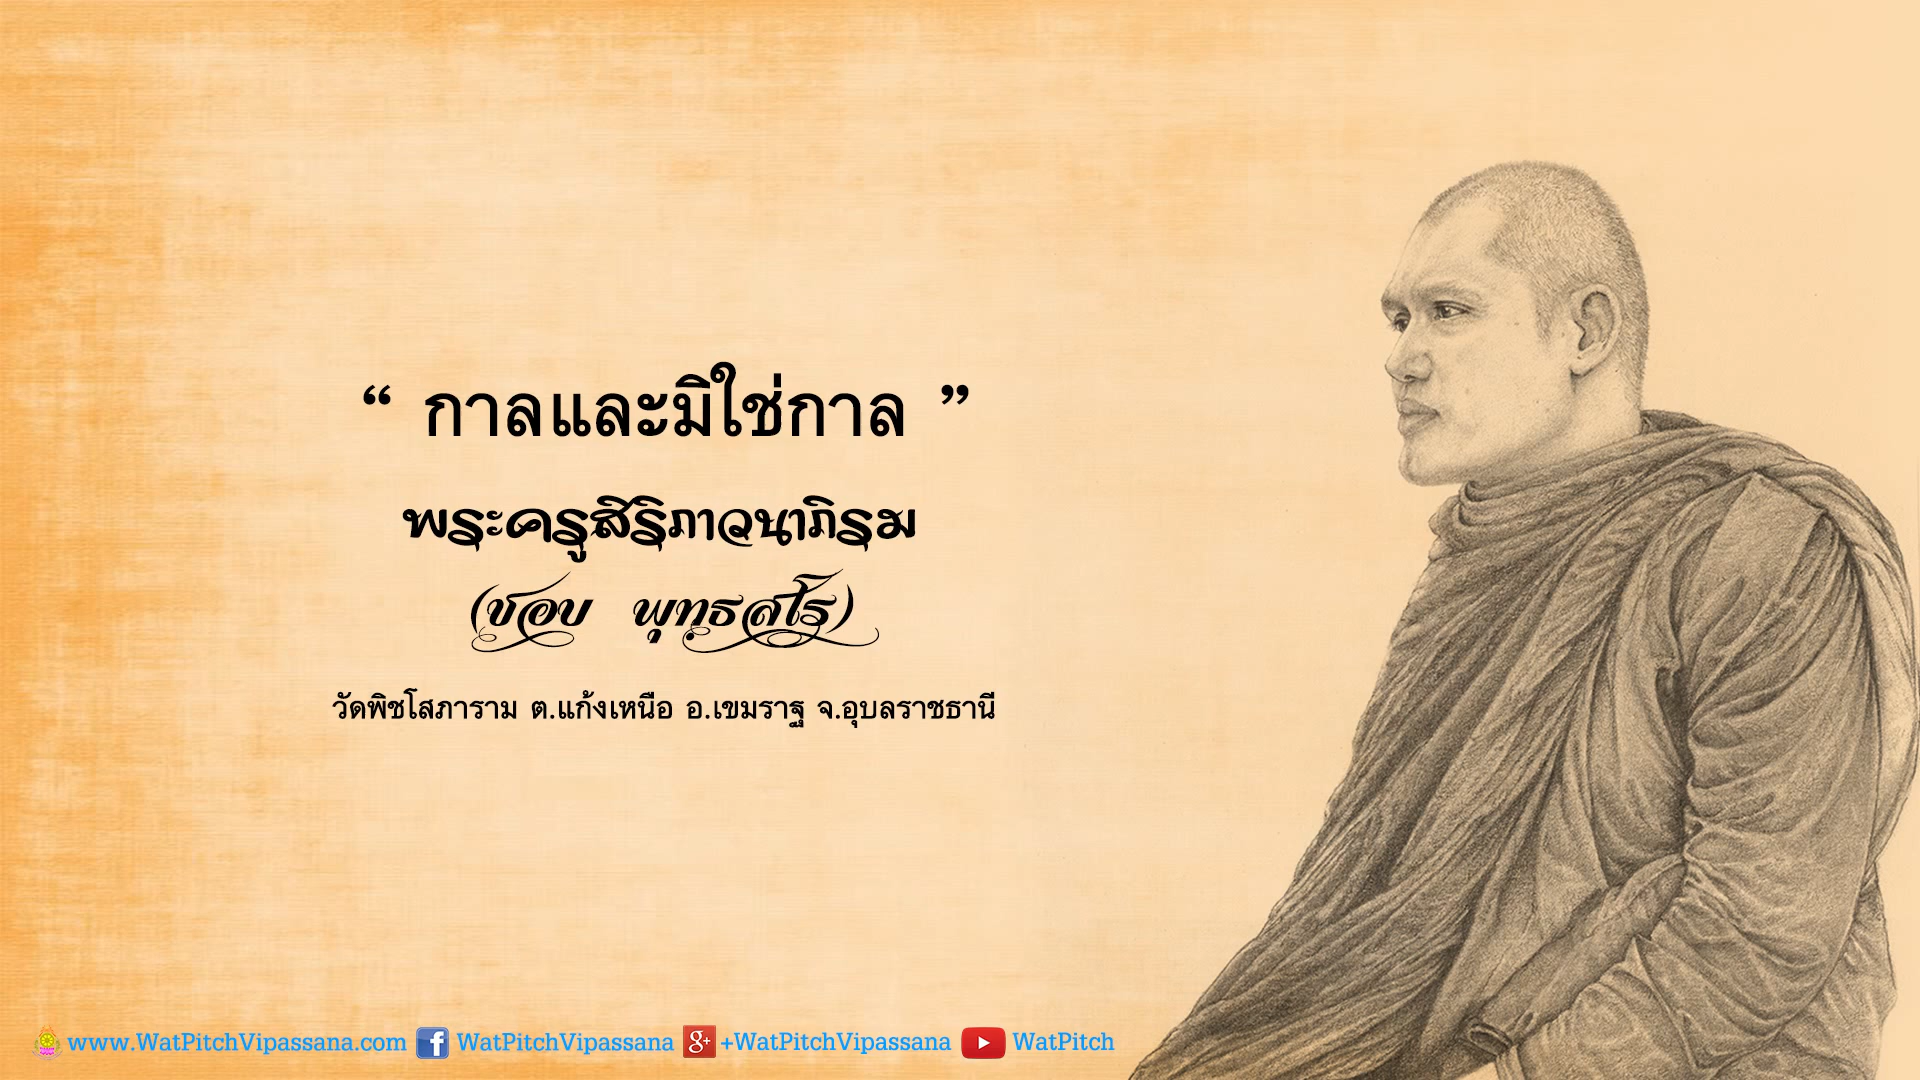 “ กาลและมิใช่กาล ”
พระครูสิริภาวนาภิรม
(ชอบ พุทฺธสโร)
วัดพิชโสภาราม ต.แก้งเหนือ อ.เขมราฐ จ.อุบลราชธานี
www.WatPitchVipassana.com f WatPitchVipassana g+ +WatPitchVipassana WatPitch